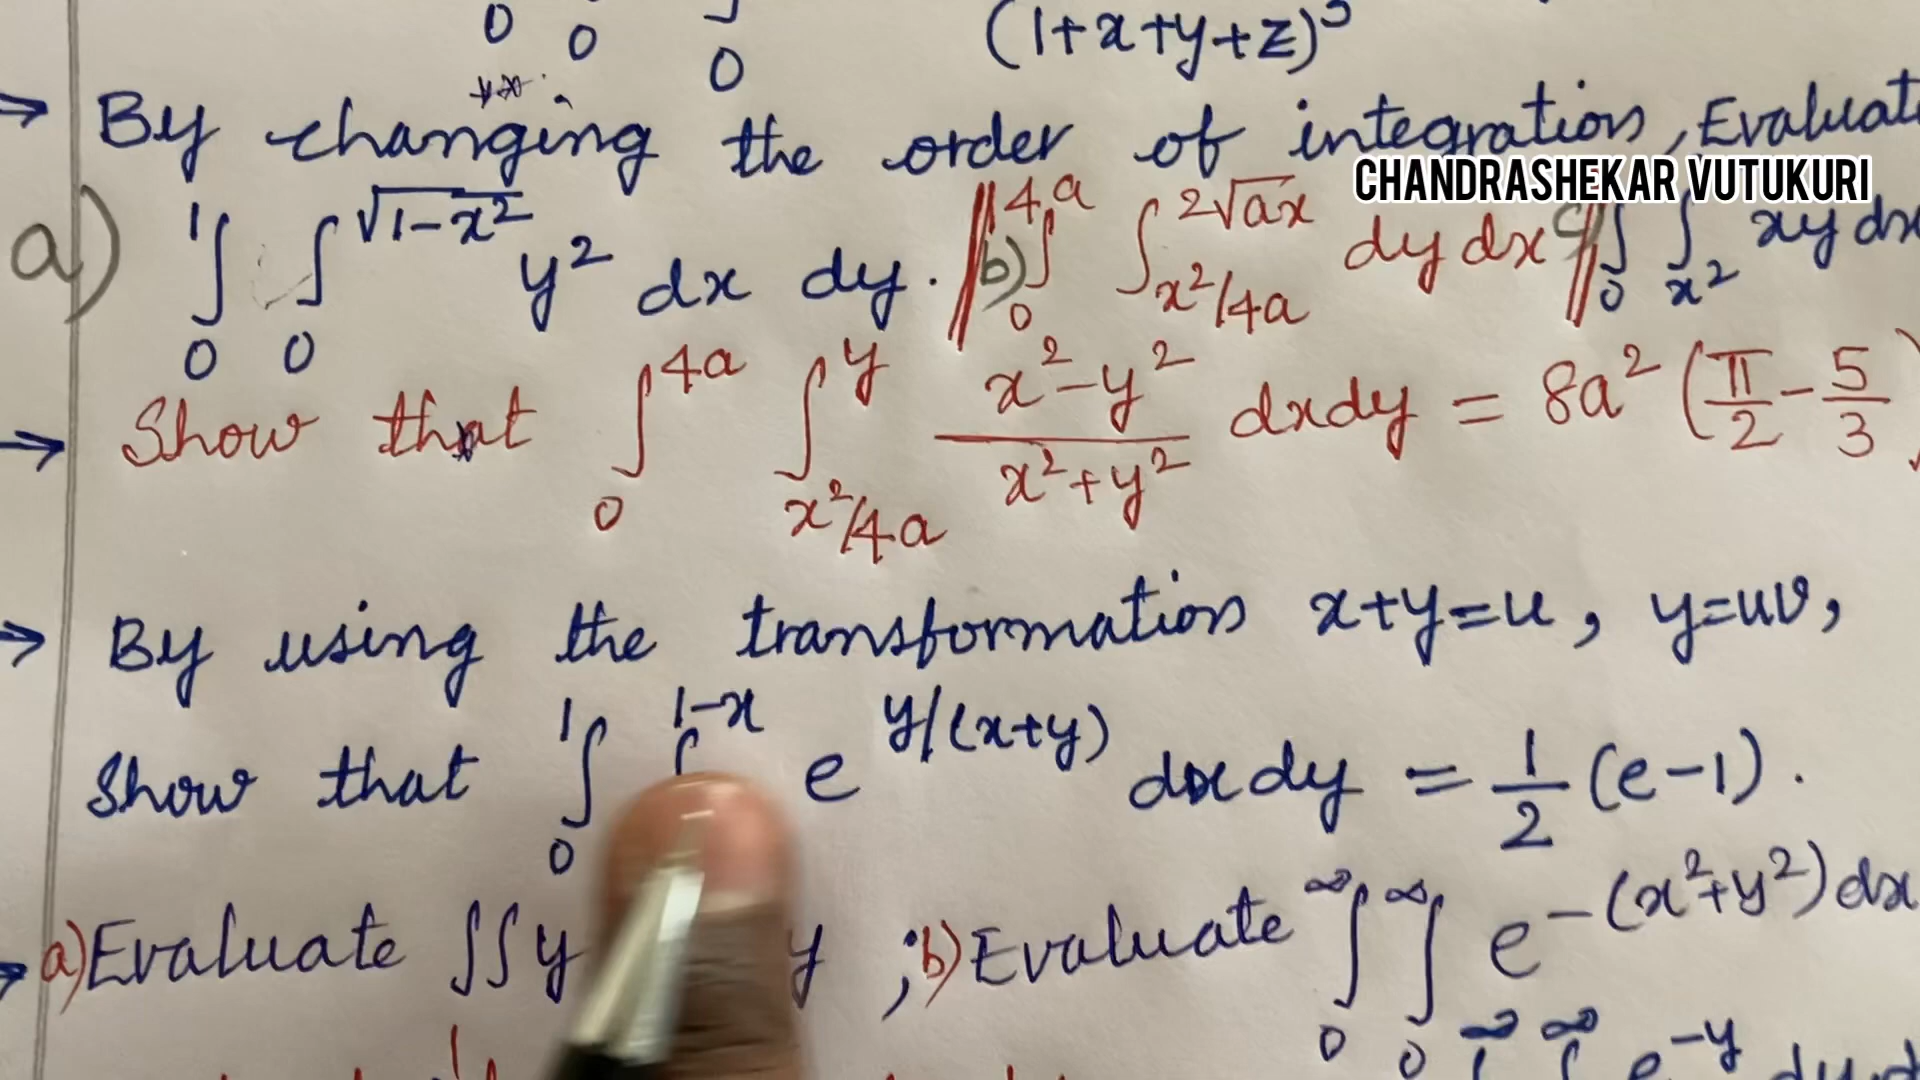 0 0 0 (1+x+y+z)³
→ By changing the order of integration, Evaluate
CHANDRASHEKAR VUTUKURI
a) ∫₀¹ ∫₀^√(1-x²) y² dx dy. b) ∫₀^4a ∫_{x²/4a}^{2√ax} dy dx c) ∫₀ ∫_{x²} xy dx
→ Show that ∫₀^4a ∫_{x²/4a}^y (x²-y²)/(x²+y²) dx dy = 8a² (π/2 - 5/3)
→ By using the transformation x+y=u, y=uv,
Show that ∫₀¹ ∫^1-x e^y/(x+y) dx dy = 1/2 (e-1).
→ a) Evaluate ∫∫ y y ; b) Evaluate ∫₀^∞ ∫₀^∞ e^-(x²+y²) dx
∞ ∞ e^-y dy